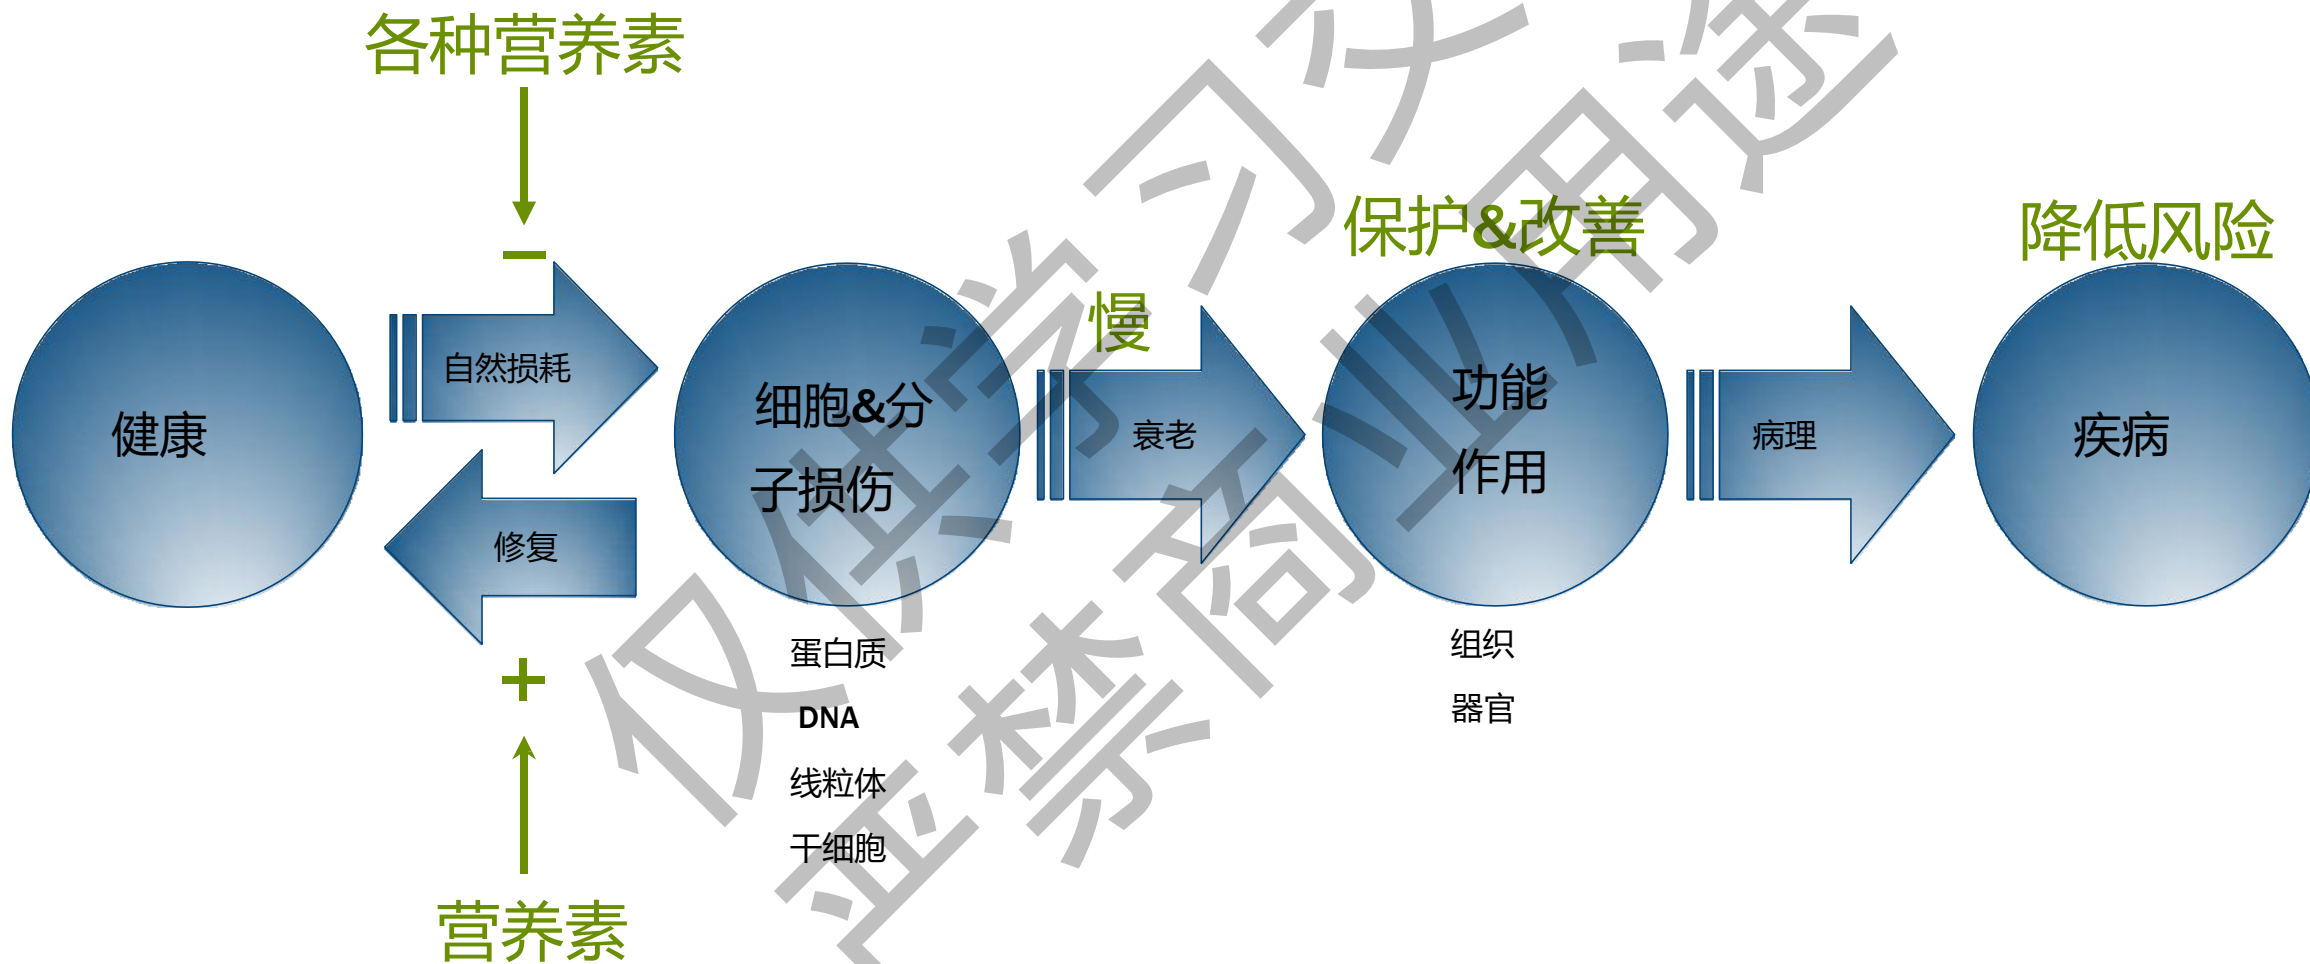 各种营养素
保护&改善
降低风险
慢
健康
自然损耗
修复
细胞&分
子损伤
衰老
功能
作用
病理
疾病
蛋白质
DNA
线粒体
干细胞
组织
器官
营养素
仅供学习交
严禁商业用途